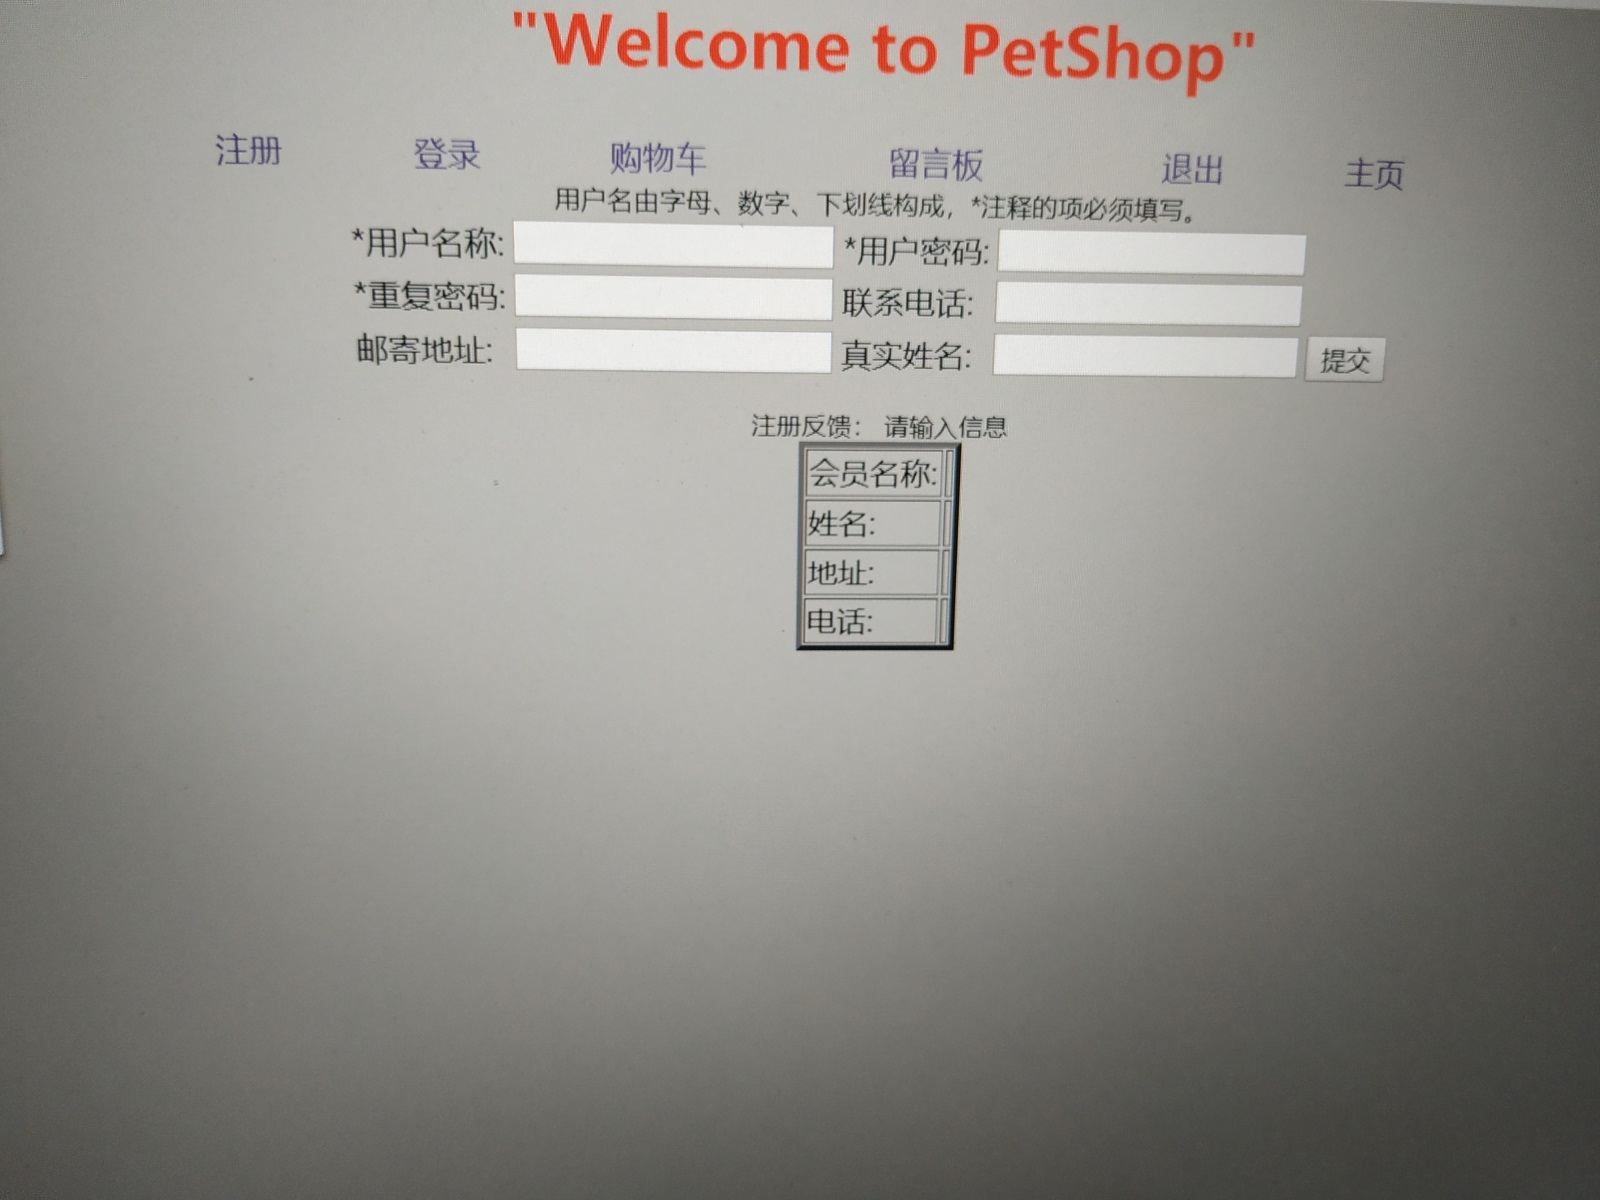 "Welcome to PetShop"
注册 登录 购物车 留言板 退出 主页
用户名由字母、数字、下划线构成，*注释的项必须填写。
*用户名称: *用户密码:
*重复密码: 联系电话:
邮寄地址: 真实姓名: 提交
注册反馈： 请输入信息
会员名称:
姓名:
地址:
电话: